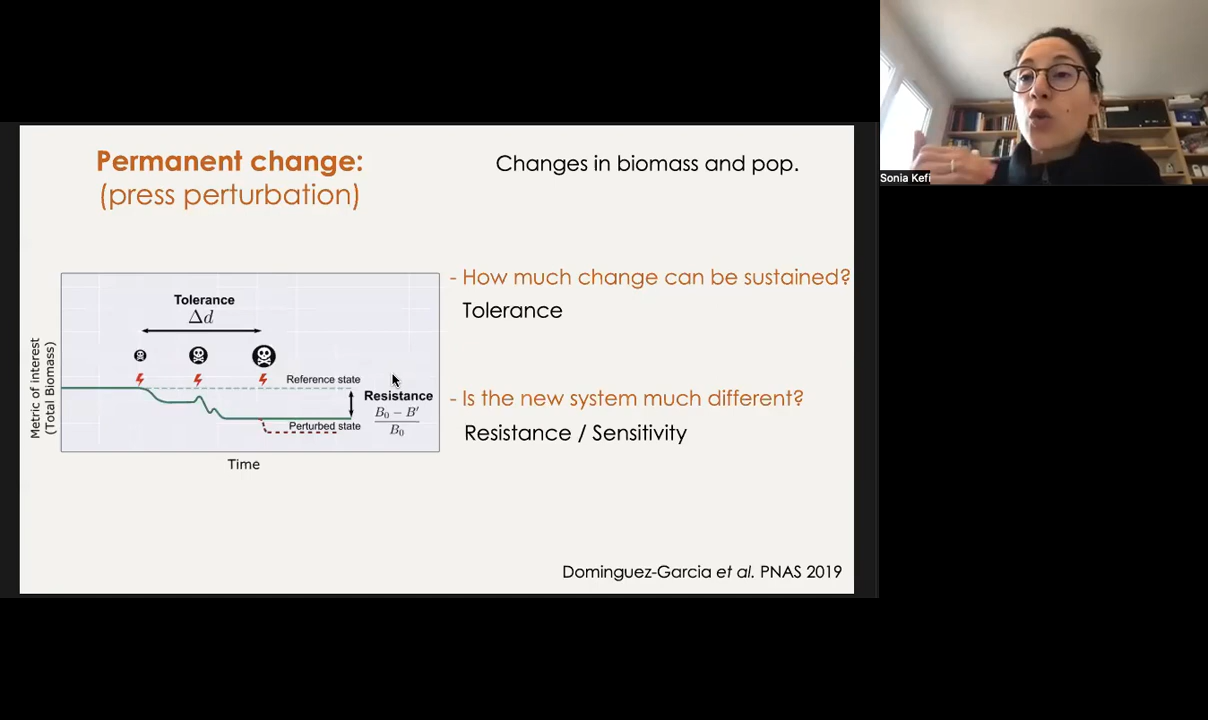 Permanent change:
(press perturbation)
Changes in biomass and pop.
Tolerance
Δd
Reference state
Resistance
B₀ − B′
B₀
Perturbed state
Metric of interest
(Total Biomass)
Time
- How much change can be sustained?
Tolerance
- Is the new system much different?
Resistance / Sensitivity
Dominguez-Garcia et al. PNAS 2019
Sonia Kefi